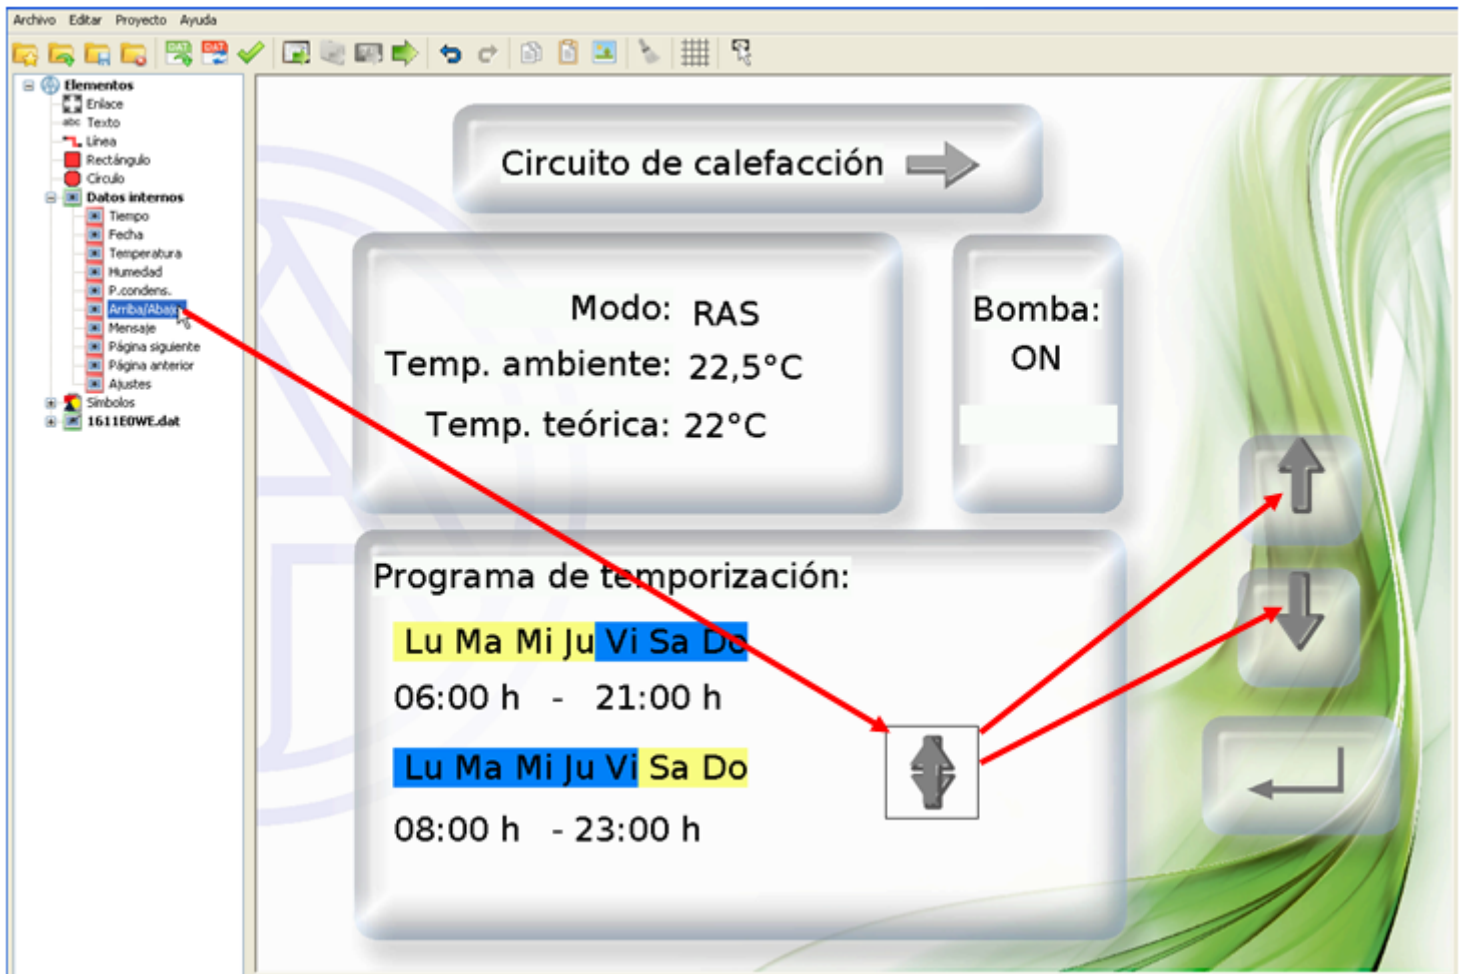 Archivo Editar Proyecto Ayuda
DAT DAT
Elementos
Enlace
abc Texto
Línea
Rectángulo
Círculo
Datos internos
Tiempo
Fecha
Temperatura
Humedad
P.condens.
Arriba/Abajo
Mensaje
Página siguiente
Página anterior
Ajustes
Símbolos
1611E0WE.dat
Circuito de calefacción
Modo: RAS
Temp. ambiente: 22,5°C
Temp. teórica: 22°C
Bomba:
ON
Programa de temporización:
Lu Ma Mi Ju Vi Sa Do
06:00 h - 21:00 h
Lu Ma Mi Ju Vi Sa Do
08:00 h - 23:00 h